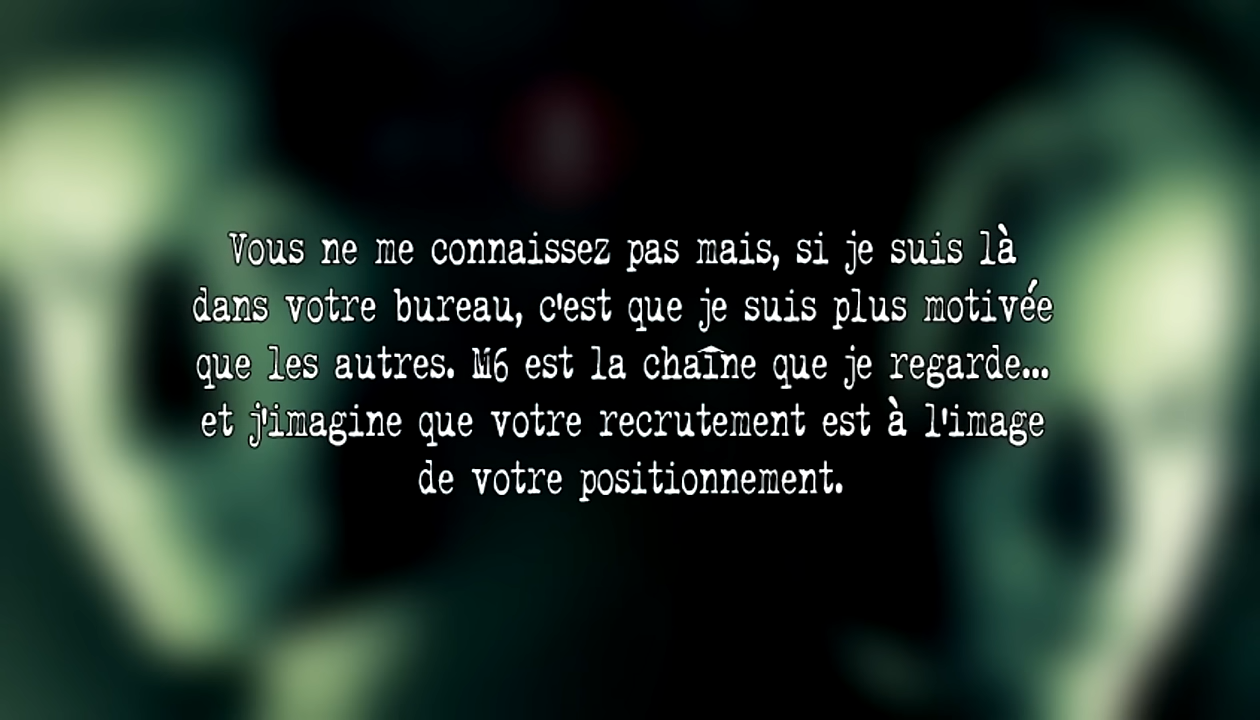 Vous ne me connaissez pas mais, si je suis là
dans votre bureau, c'est que je suis plus motivée
que les autres. M6 est la chaîne que je regarde...
et j'imagine que votre recrutement est à l'image
de votre positionnement.